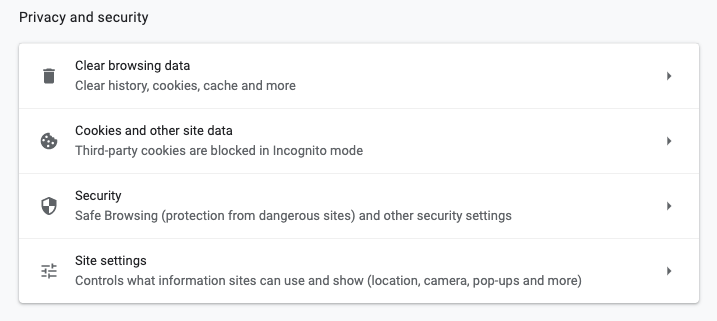 Privacy and security
Clear browsing data
Clear history, cookies, cache and more
Cookies and other site data
Third-party cookies are blocked in Incognito mode
Security
Safe Browsing (protection from dangerous sites) and other security settings
Site settings
Controls what information sites can use and show (location, camera, pop-ups and more)